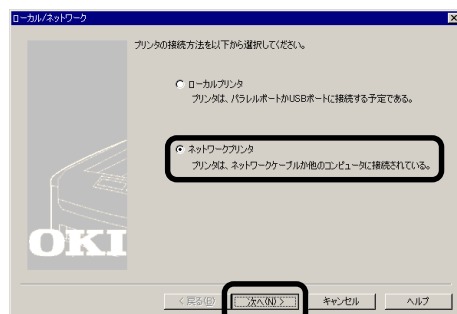 ローカル/ネットワーク
プリンタの接続方法を以下から選択してください。
ローカルプリンタ
プリンタは、パラレルポートかUSBポートに接続する予定である。
ネットワークプリンタ
プリンタは、ネットワークケーブルか他のコンピュータに接続されている。
OKI
< 戻る(B) 次へ(N) > キャンセル ヘルプ